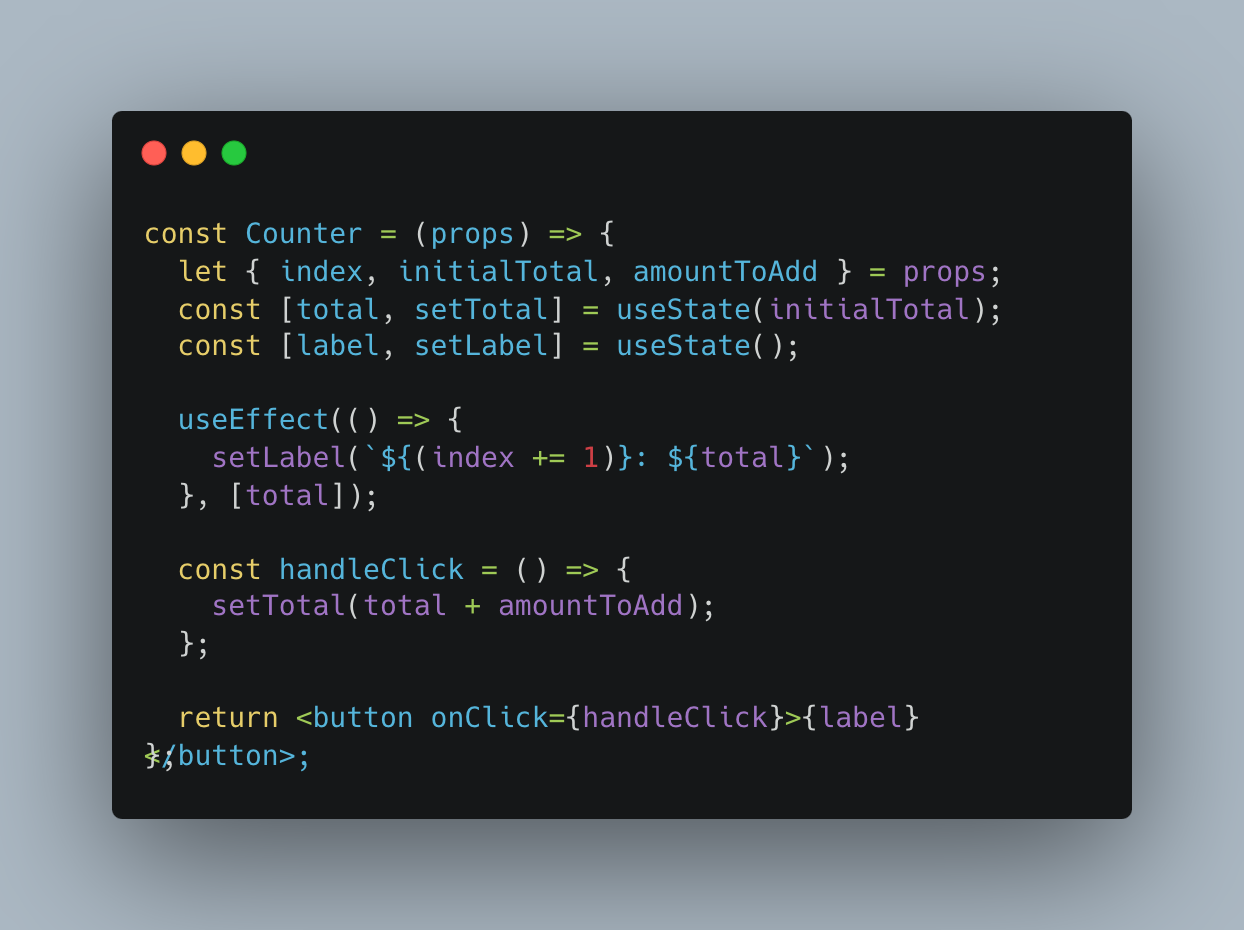 const Counter = (props) => {
  let { index, initialTotal, amountToAdd } = props;
  const [total, setTotal] = useState(initialTotal);
  const [label, setLabel] = useState();

  useEffect(() => {
    setLabel(`${(index += 1)}: ${total}`);
  }, [total]);

  const handleClick = () => {
    setTotal(total + amountToAdd);
  };

  return <button onClick={handleClick}>{label}
</button>;
};